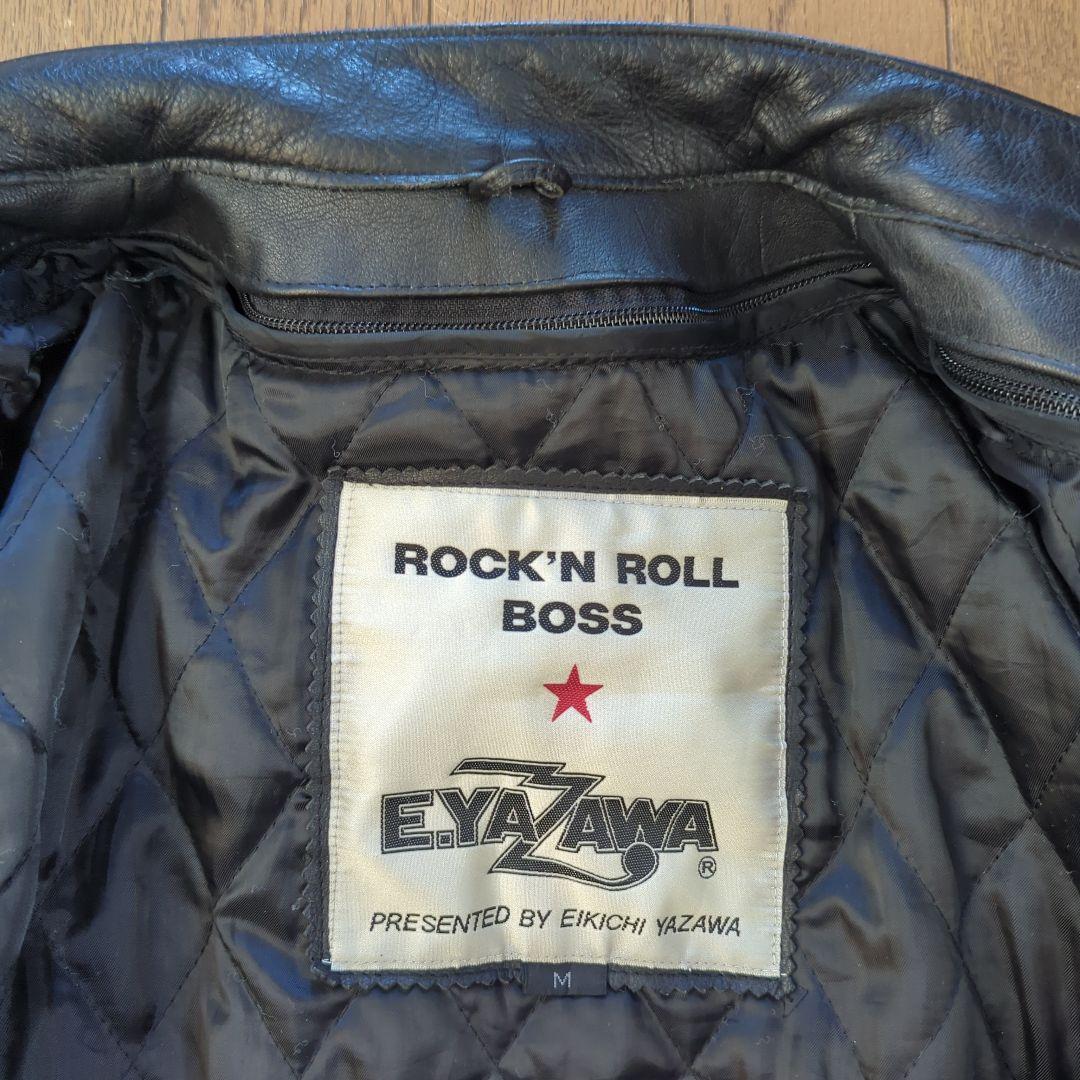 ROCK'N ROLL
BOSS
E.YAZAWA
®
PRESENTED BY EIKICHI YAZAWA
M